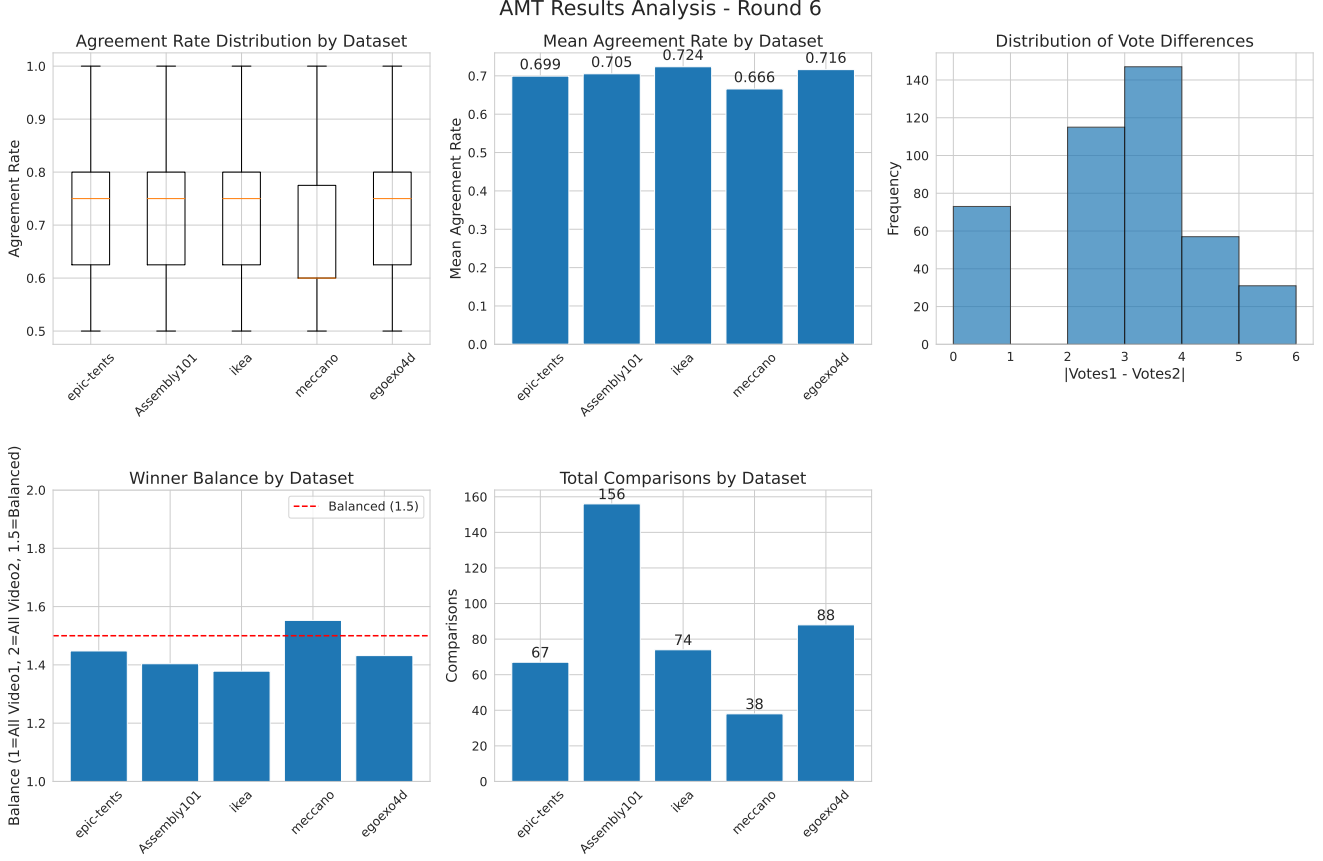 AMT Results Analysis - Round 6
Agreement Rate Distribution by Dataset
Agreement Rate
1.0
0.9
0.8
0.7
0.6
0.5
epic-tents
Assembly101
ikea
meccano
egoexo4d
Mean Agreement Rate by Dataset
Mean Agreement Rate
0.7
0.6
0.5
0.4
0.3
0.2
0.1
0.0
0.699
0.705
0.724
0.666
0.716
epic-tents
Assembly101
ikea
meccano
egoexo4d
Distribution of Vote Differences
Frequency
140
120
100
80
60
40
20
0
0 1 2 3 4 5 6
|Votes1 - Votes2|
Winner Balance by Dataset
Balance (1=All Video1, 2=All Video2, 1.5=Balanced)
2.0
1.8
1.6
1.4
1.2
1.0
Balanced (1.5)
epic-tents
Assembly101
ikea
meccano
egoexo4d
Total Comparisons by Dataset
Comparisons
160
140
120
100
80
60
40
20
0
67
156
74
38
88
epic-tents
Assembly101
ikea
meccano
egoexo4d